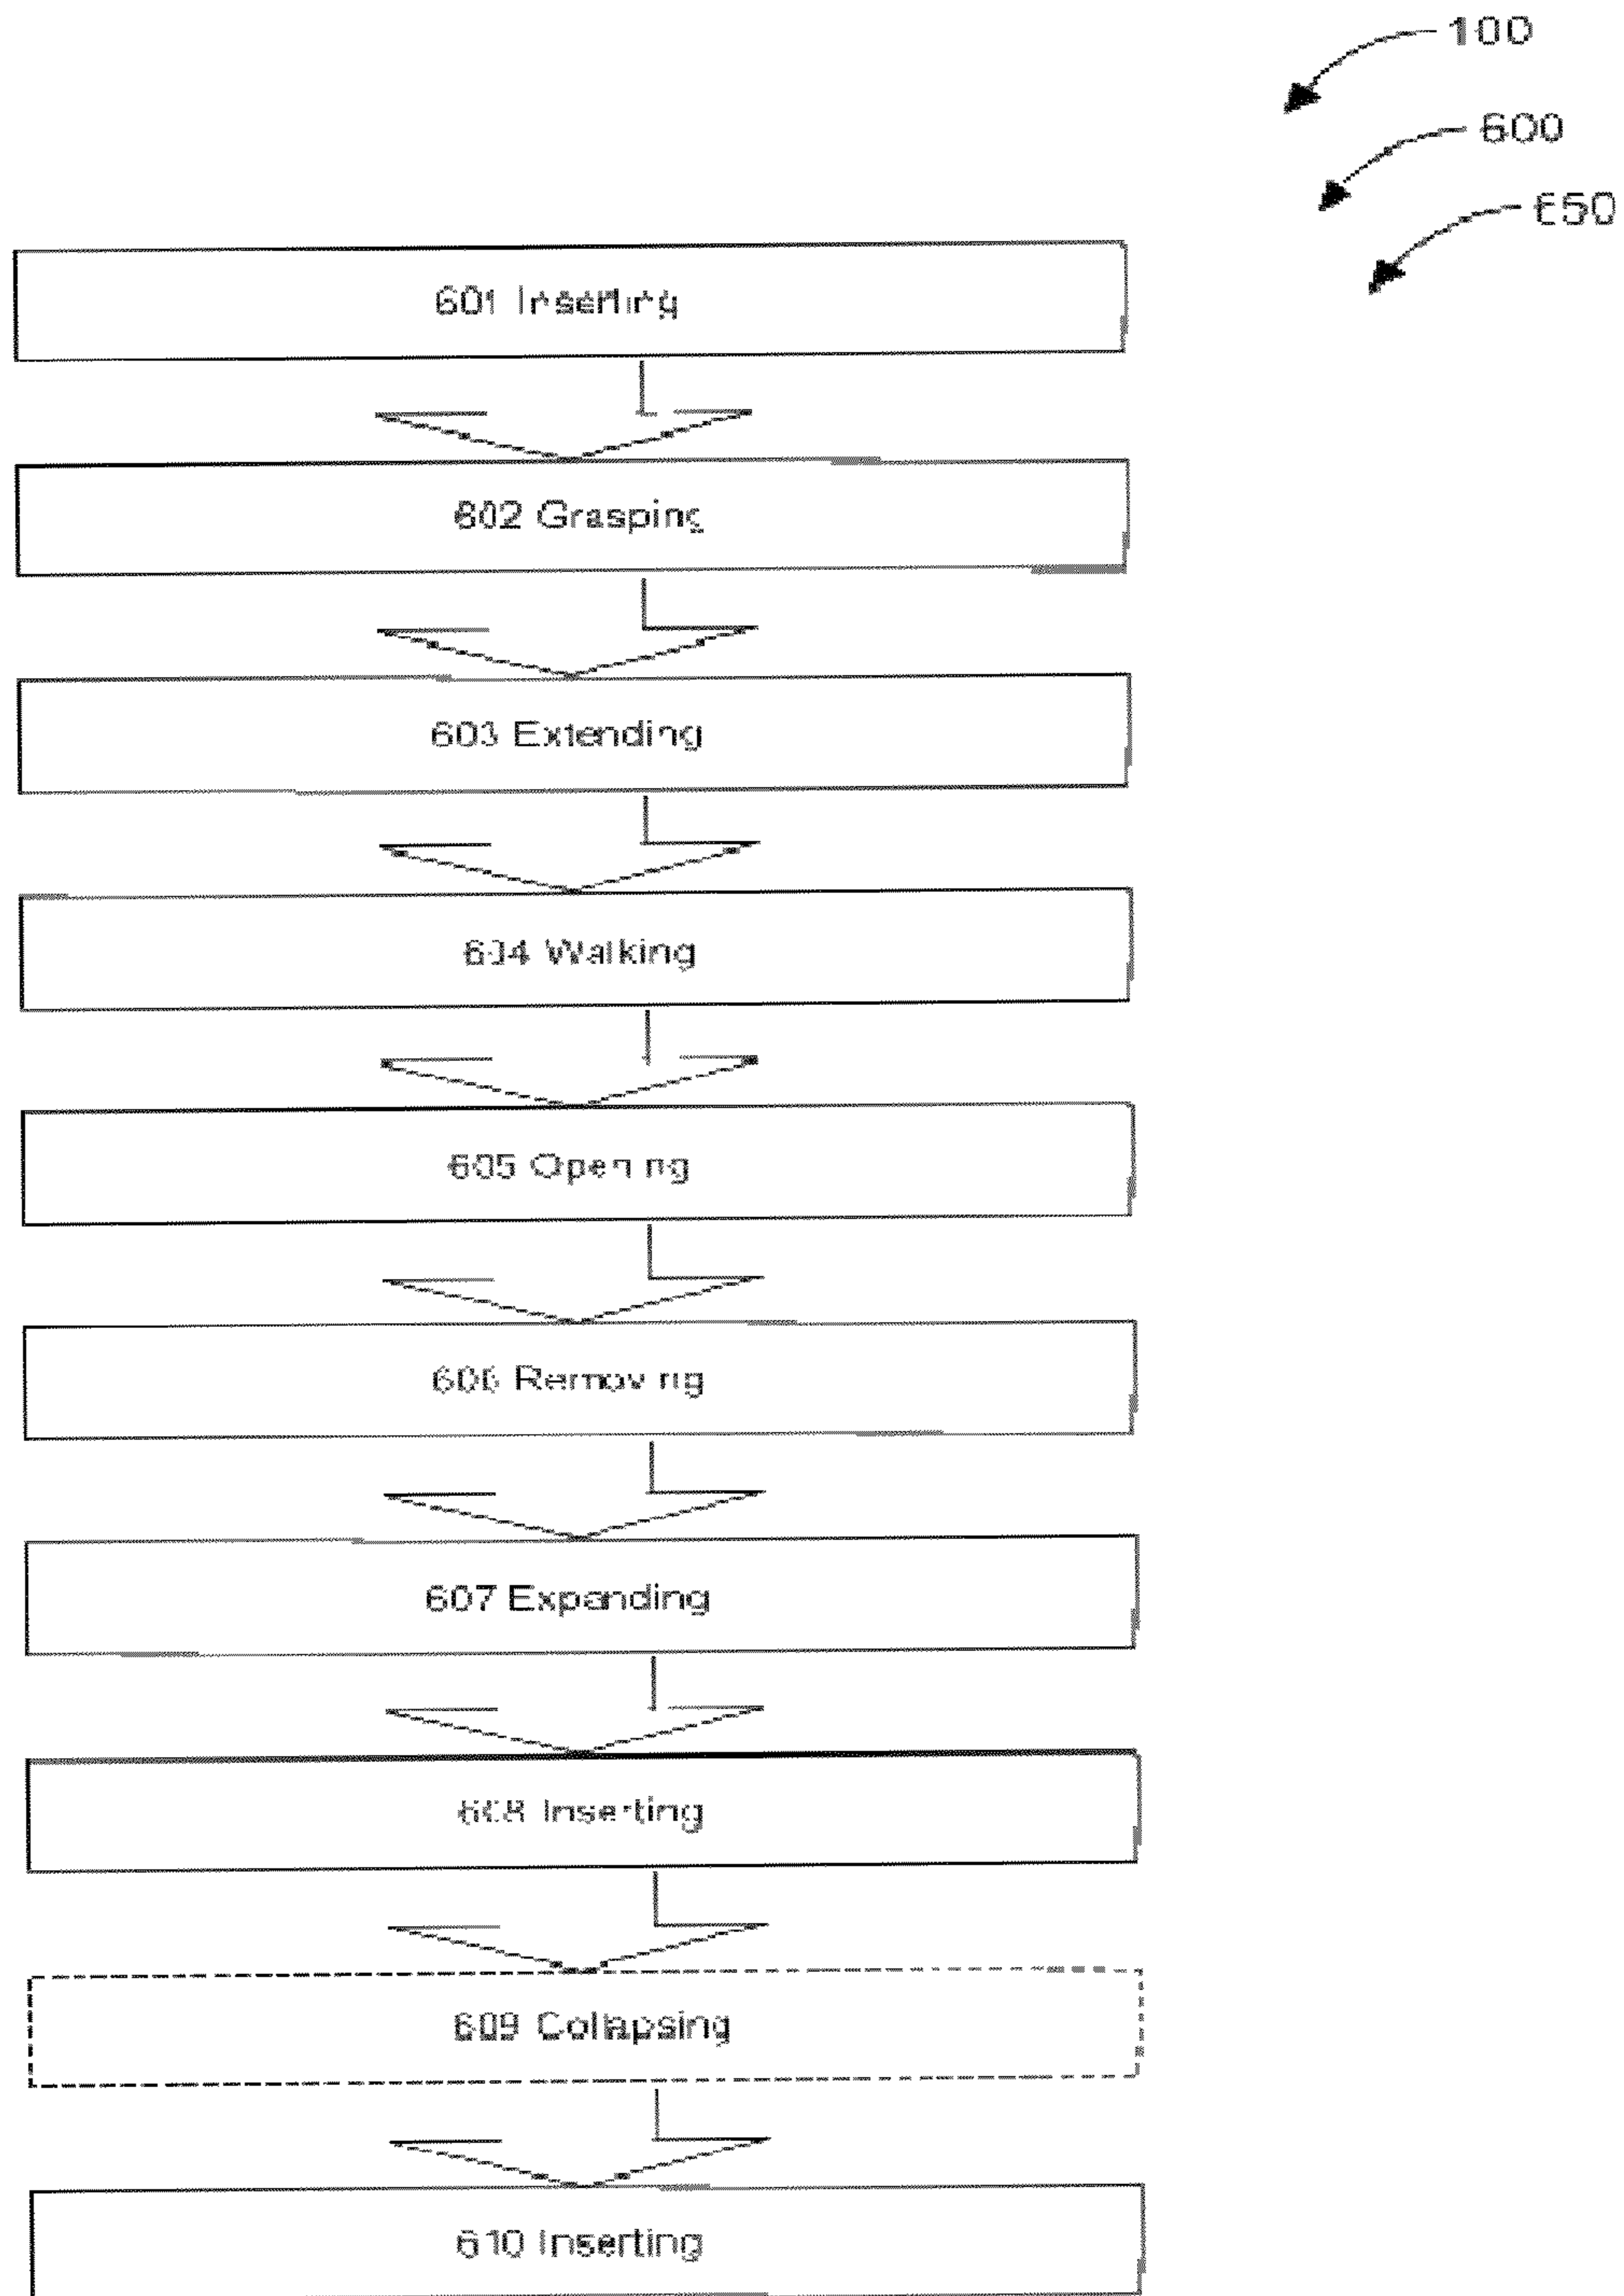 100
600
650
601 Inserting
602 Grasping
603 Extending
604 Walking
605 Opening
606 Removing
607 Expanding
608 Inserting
609 Collapsing
610 Inserting